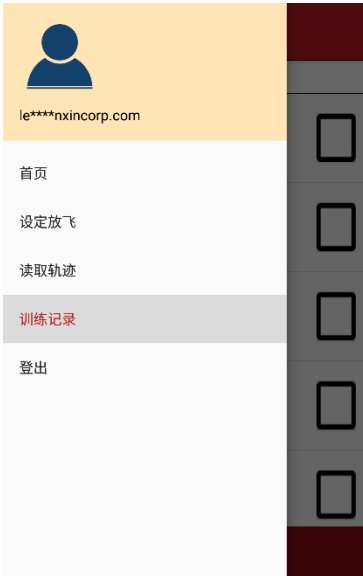 le****nxincorp.com
首页
设定放飞
读取轨迹
训练记录
登出